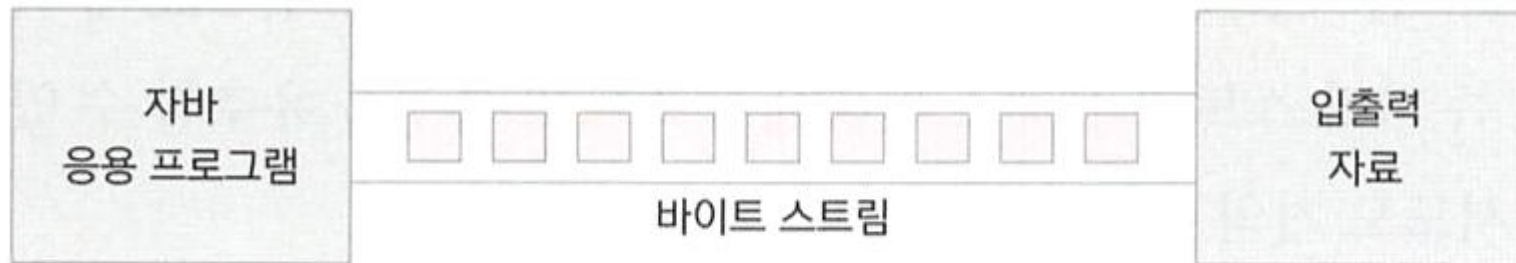 자바
응용 프로그램
바이트 스트림
입출력
자료